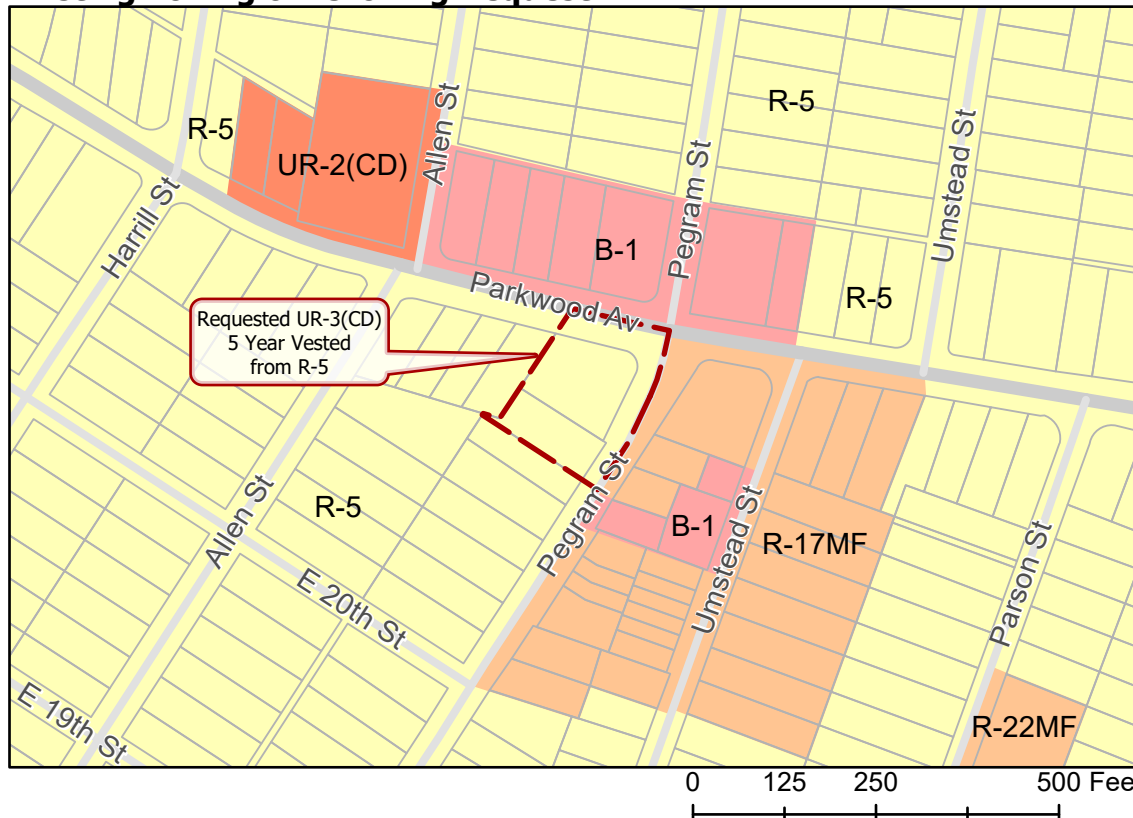 R-5
R-5
UR-2(CD)
Allen St
Pegram St
Umstead St
Harrill St
B-1
R-5
Parkwood Av
Requested UR-3(CD)
5 Year Vested
from R-5
R-5
Allen St
Pegram St
B-1
R-17MF
Umstead St
Parson St
E 20th St
E 19th St
R-22MF
0 125 250 500 Fee